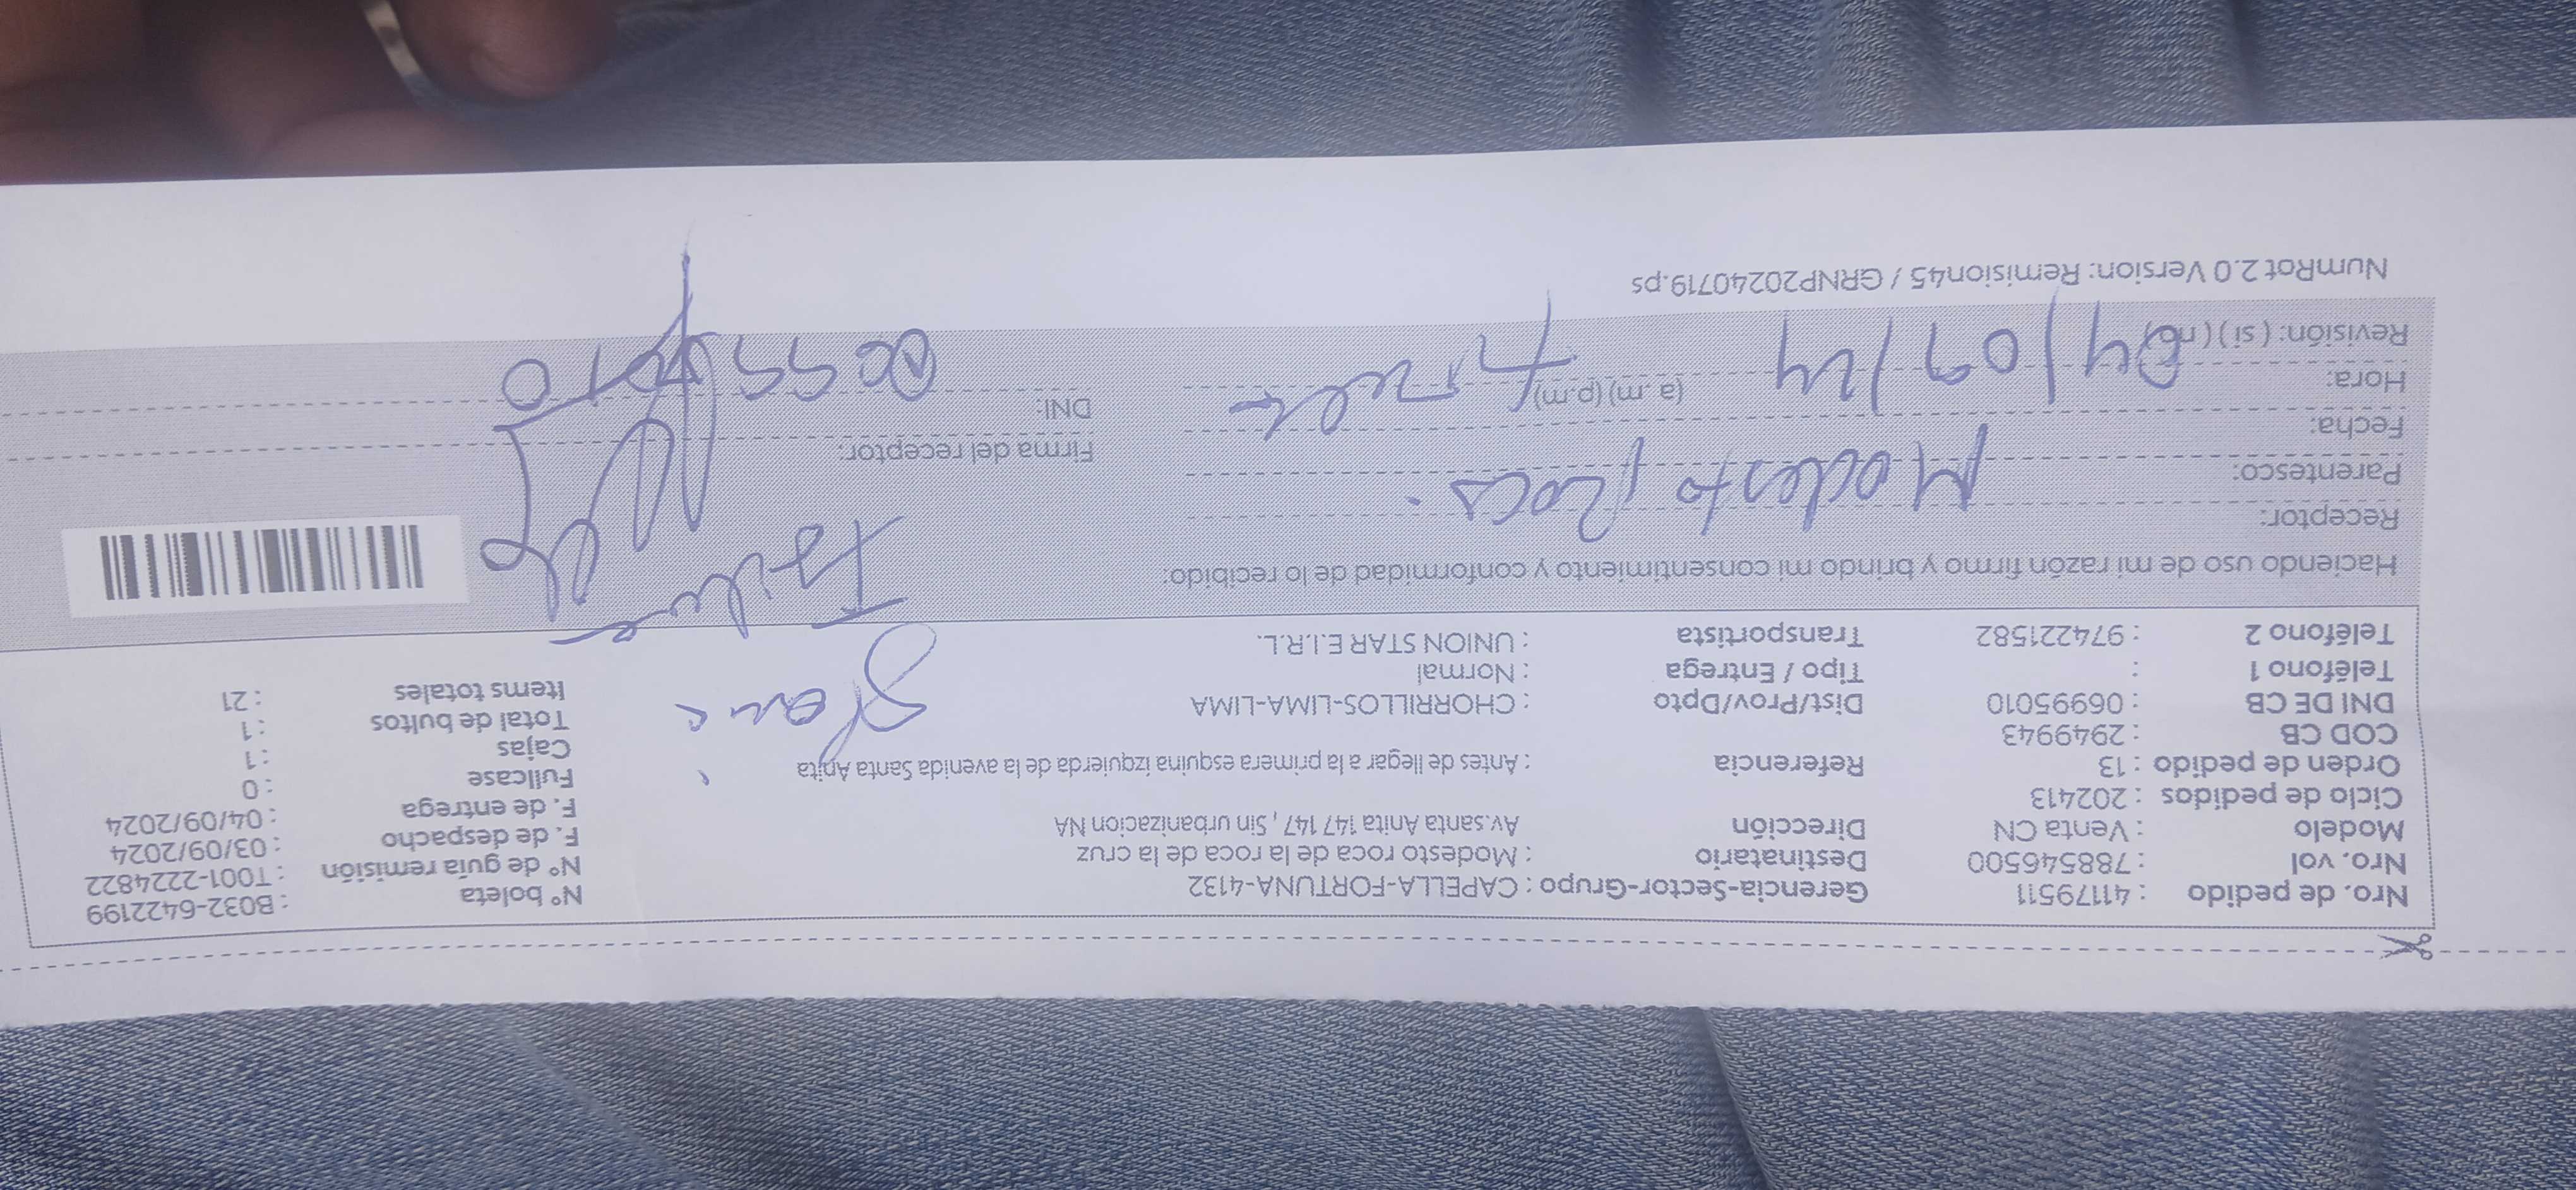 Nro. de pedido : 41179511 Gerencia-Sector-Grupo : CAPELLA-FORTUNA-4132 N° boleta : B032-6422199
Nro. vol : 788546500 Destinatario : Modesto roca de la roca de la cruz N° de guía remisión : T001-2224822
Modelo : Venta CN Dirección Av.santa Anita 147 147 , Sin urbanizacion NA F. de despacho : 03/09/2024
Ciclo de pedidos : 202413 F. de entrega : 04/09/2024
Orden de pedido : 13 Referencia : Antes de llegar a la primera esquina izquierda de la avenida Santa Anita Fullcase : 0
COD CB : 2949943 Cajas : 1
DNI DE CB : 06995010 Dist/Prov/Dpto : CHORRILLOS-LIMA-LIMA Total de bultos : 1
Teléfono 1 : Tipo / Entrega : Normal Items totales : 21
Teléfono 2 : 974221582 Transportista : UNION STAR E.I.R.L.
Haciendo uso de mi razón firmo y brindo mi consentimiento y conformidad de lo recibido:
Receptor: Modesto Roca
Parentesco:
Firma del receptor:
Fecha: 04/09/24
DNI:
Hora: (a.m) (p.m)
Revisión: ( si ) ( no )
NumRot 2.0 Version: Remision45 / GRNP20240719.ps